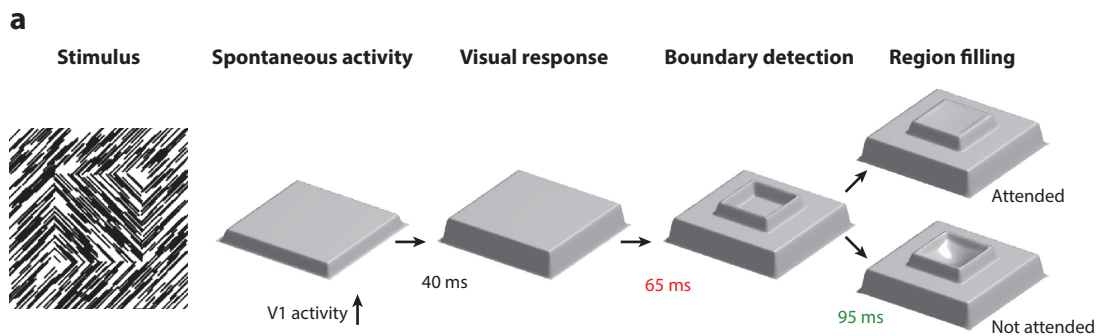 a
Stimulus
Spontaneous activity
Visual response
Boundary detection
Region filling
Attended
V1 activity
40 ms
65 ms
95 ms
Not attended